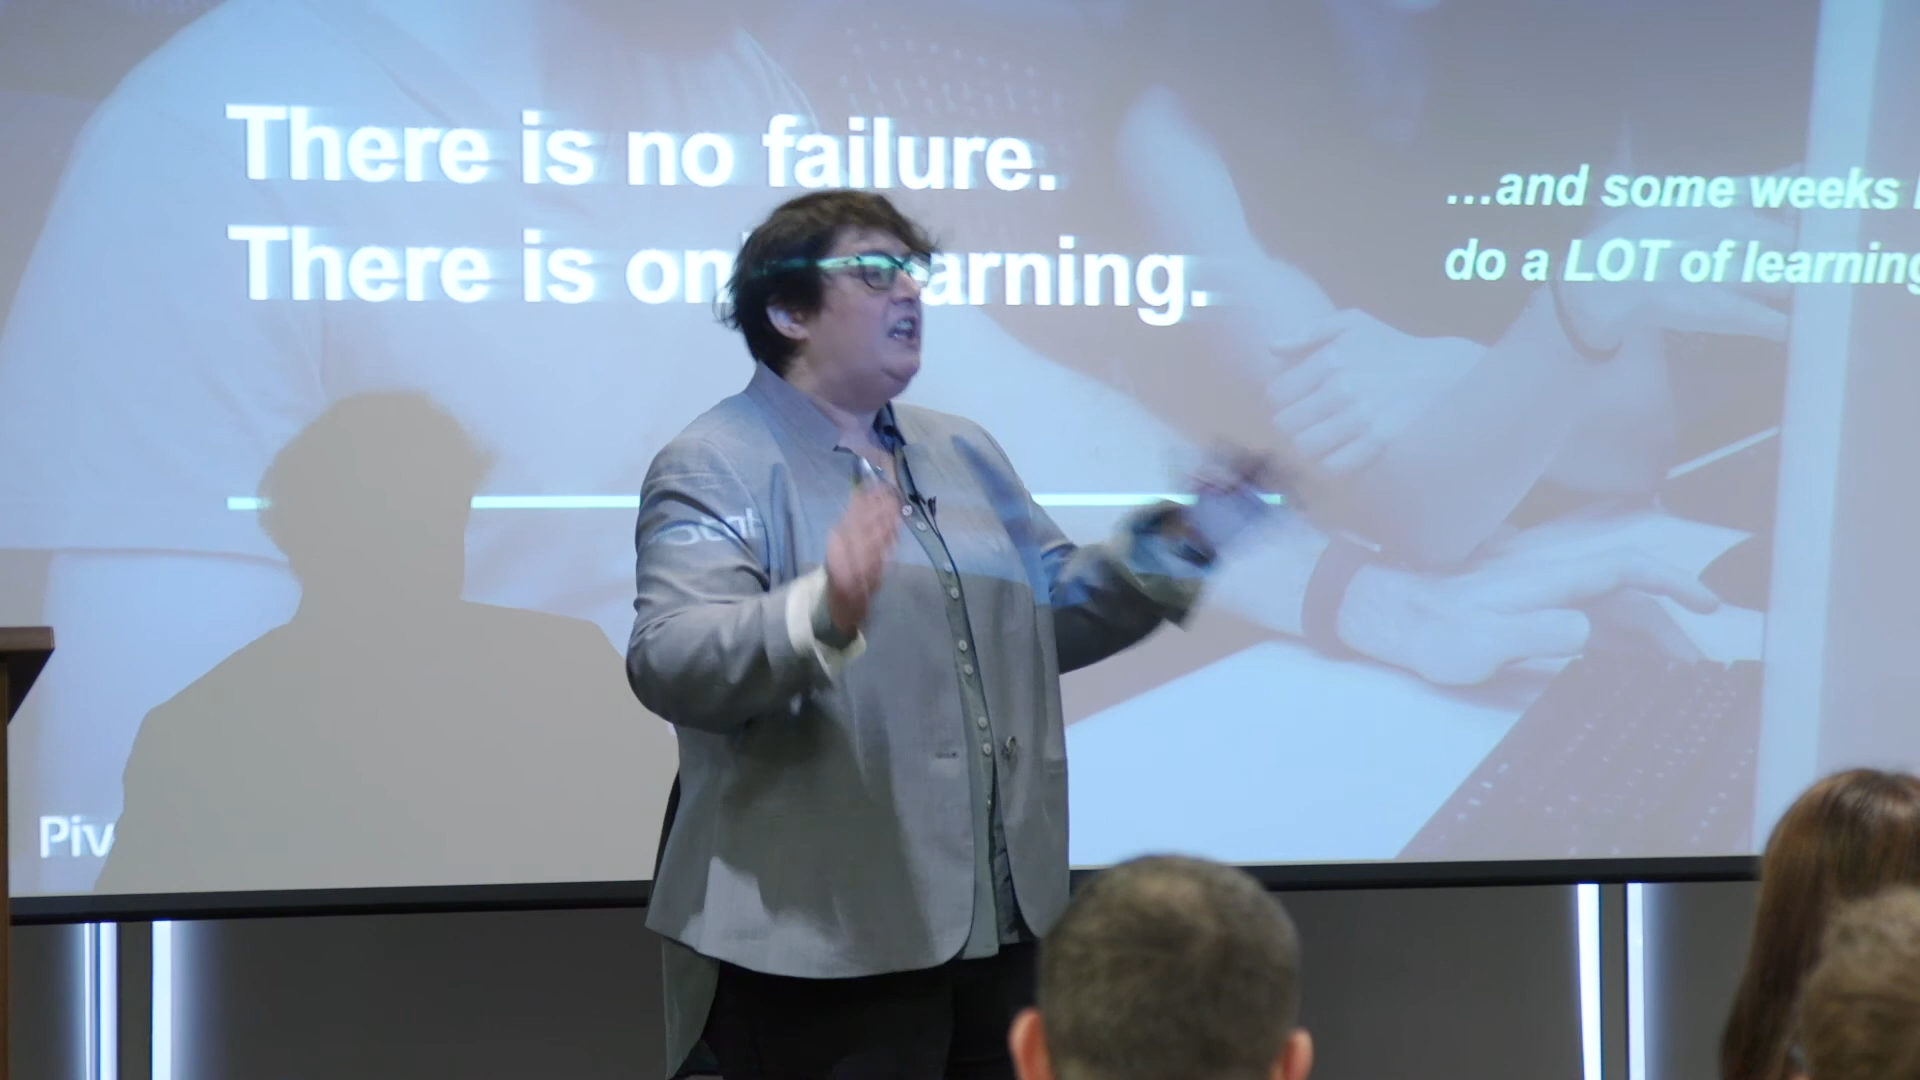 There is no failure.
There is on arning.
...and some weeks
do a LOT of learning
Piv